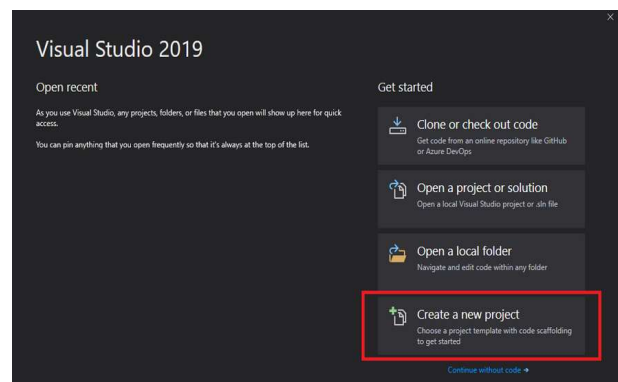 Visual Studio 2019
Open recent
As you use Visual Studio, any projects, folders, or files that you open will show up here for quick
access.
You can pin anything that you open frequently so that it's always at the top of the list.
Get started
Clone or check out code
Get code from an online repository like GitHub
or Azure DevOps
Open a project or solution
Open a local Visual Studio project or .sln file
Open a local folder
Navigate and edit code within any folder
Create a new project
Choose a project template with code scaffolding
to get started
Continue without code →